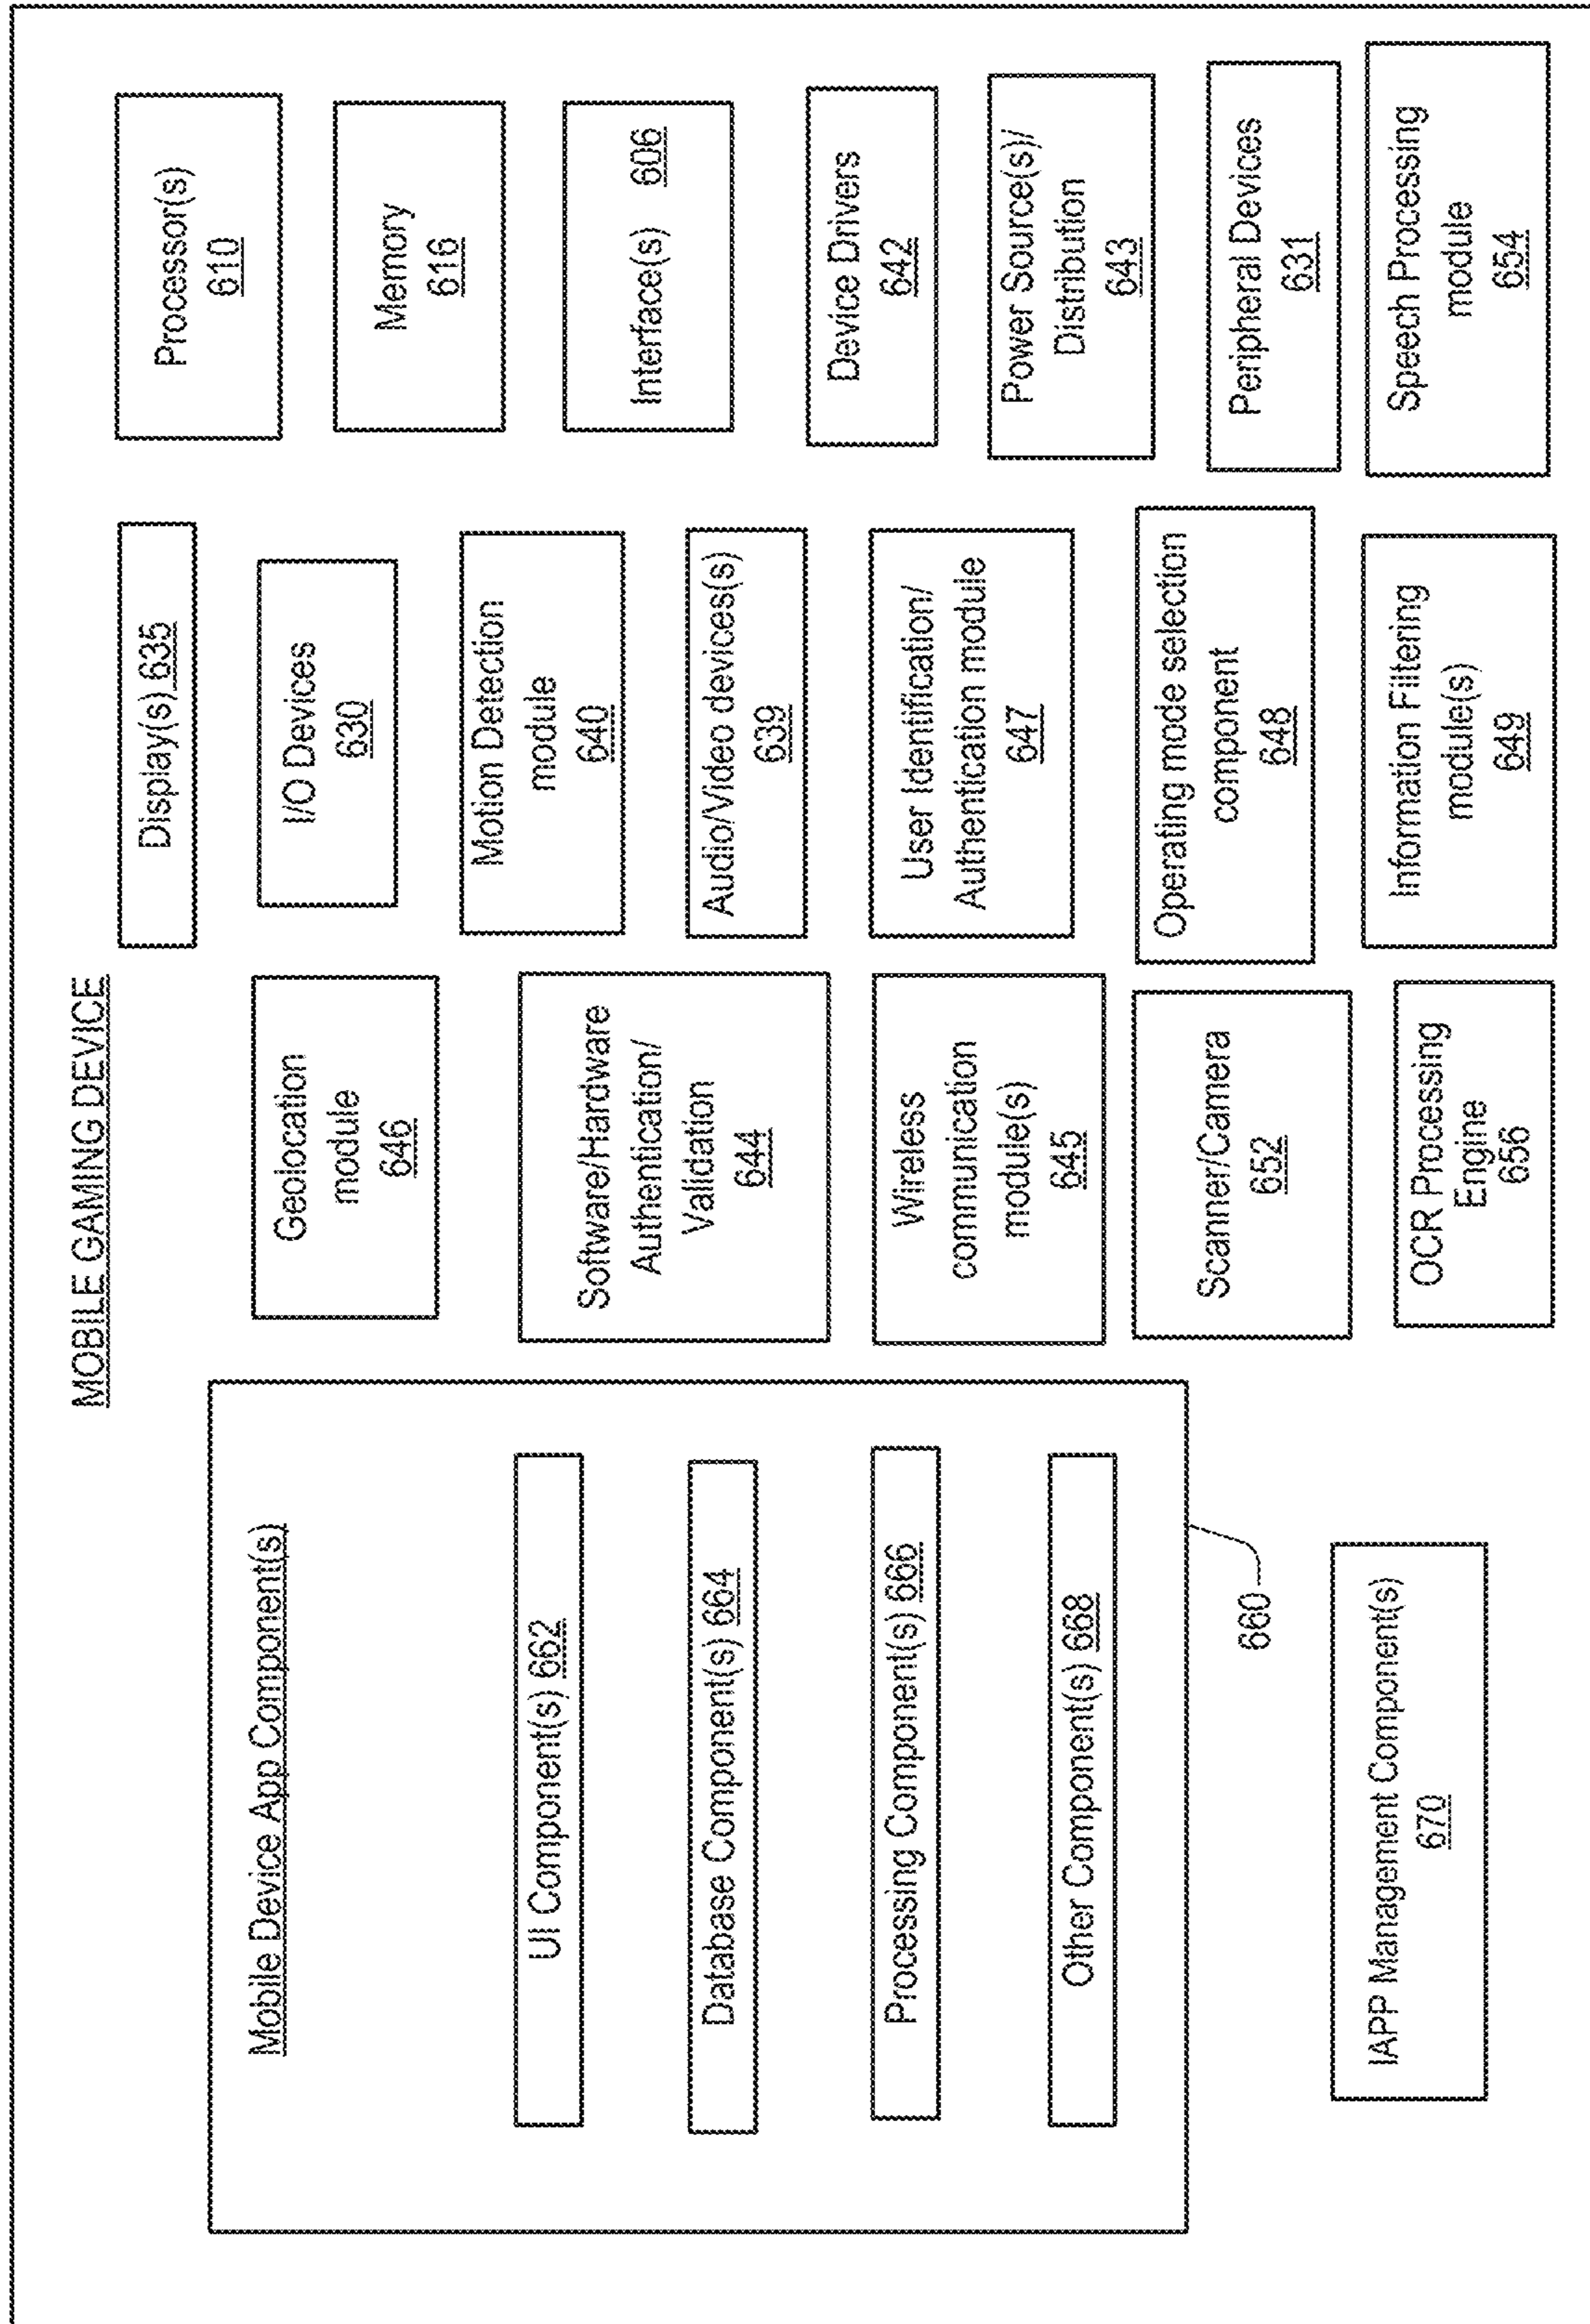 MOBILE GAMING DEVICE
Mobile Device App Component(s)
UI Component(s) 662
Database Component(s) 664
Processing Component(s) 666
Other Component(s) 668
660
IAPP Management Component(s)
670
Geolocation
module
646
Software/Hardware
Authentication/
Validation
644
Wireless
communication
module(s)
645
Scanner/Camera
652
OCR Processing
Engine
656
Display(s) 635
I/O Devices
630
Motion Detection
module
640
Audio/Video devices(s)
639
User Identification/
Authentication module
647
Operating mode selection
component
648
Information Filtering
module(s)
649
Processor(s)
610
Memory
616
Interface(s) 606
Device Drivers
642
Power Source(s)/
Distribution
643
Peripheral Devices
631
Speech Processing
module
654